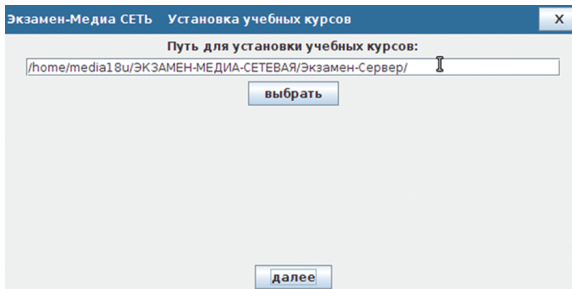 Экзамен-Медиа СЕТЬ Установка учебных курсов X
Путь для установки учебных курсов:
/home/media18u/ЭКЗАМЕН-МЕДИА-СЕТЕВАЯ/Экзамен-Сервер/
выбрать
далее